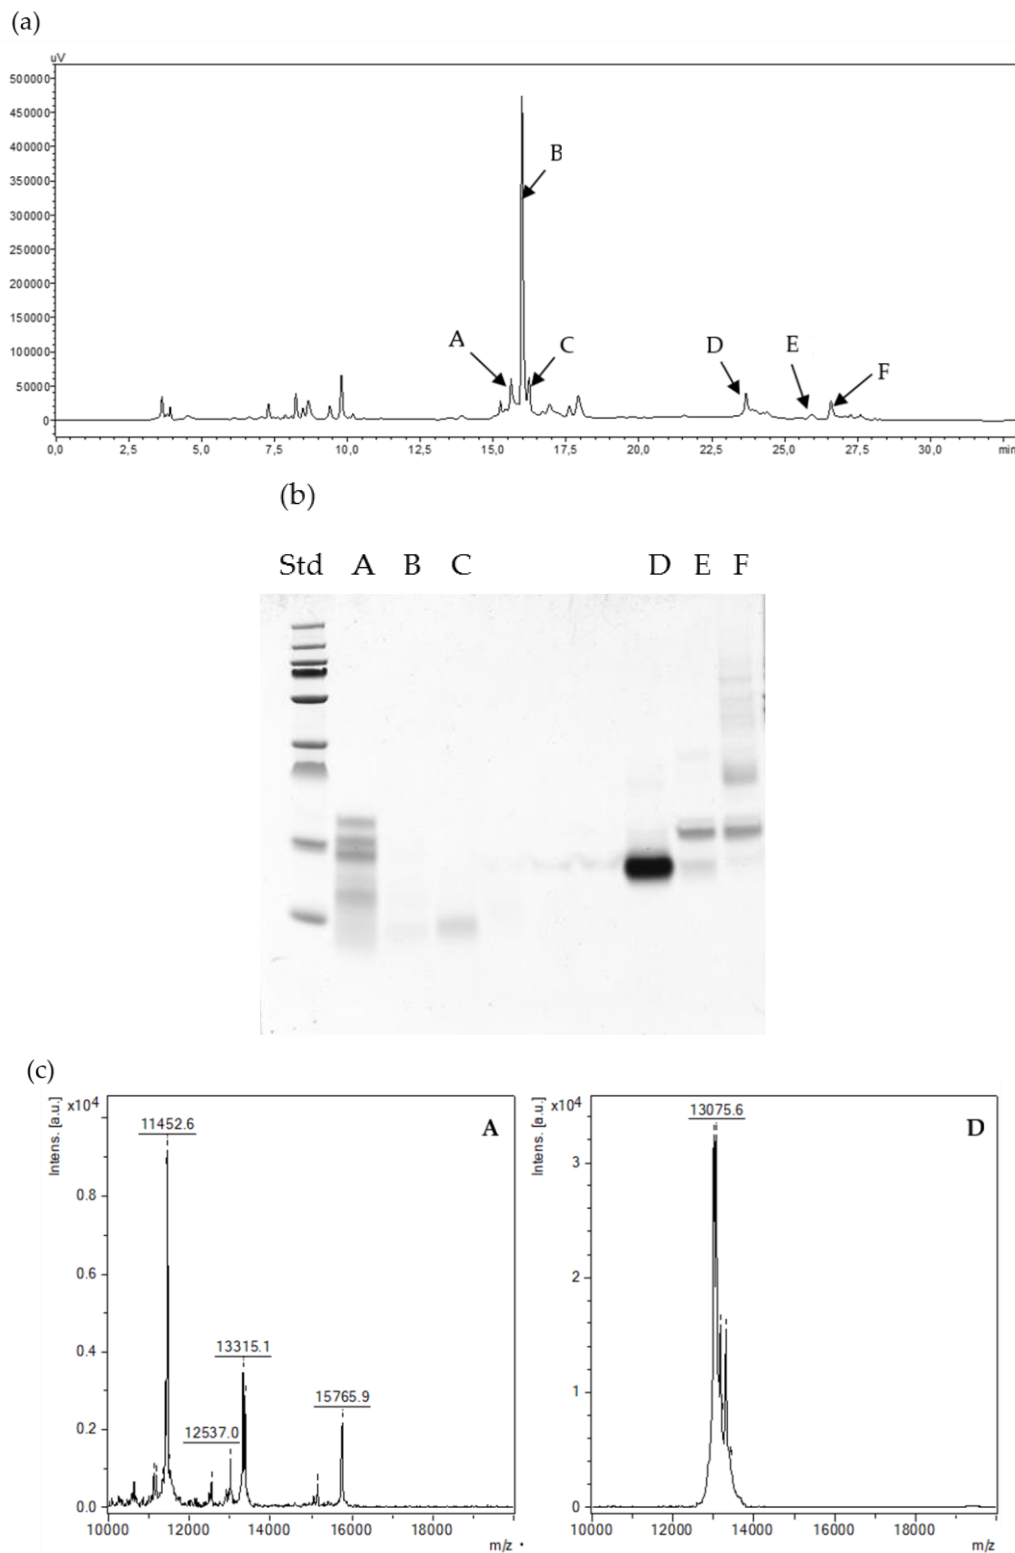 (a)
uV
500000
450000
400000
350000
300000
250000
200000
150000
100000
50000
0
A
B
C
D
E
F
0,0 2,5 5,0 7,5 10,0 12,5 15,0 17,5 20,0 22,5 25,0 27,5 30,0 min
(b)
Std A B C D E F
(c)
Intens. [a.u.]
x10⁴
0.8
0.6
0.4
0.2
0.0
11452.6
12537.0
13315.1
15765.9
A
10000 12000 14000 16000 18000
m/z
Intens. [a.u.]
x10⁴
3
2
1
0
13075.6
D
10000 12000 14000 16000 18000
m/z